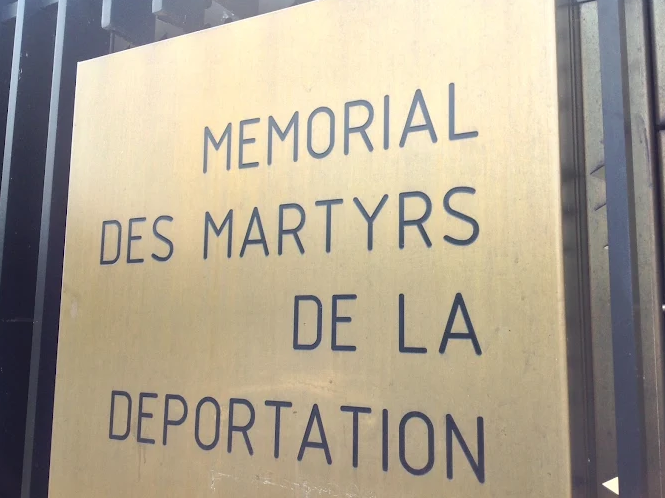 MEMORIAL
DES MARTYRS
DE LA
DEPORTATION